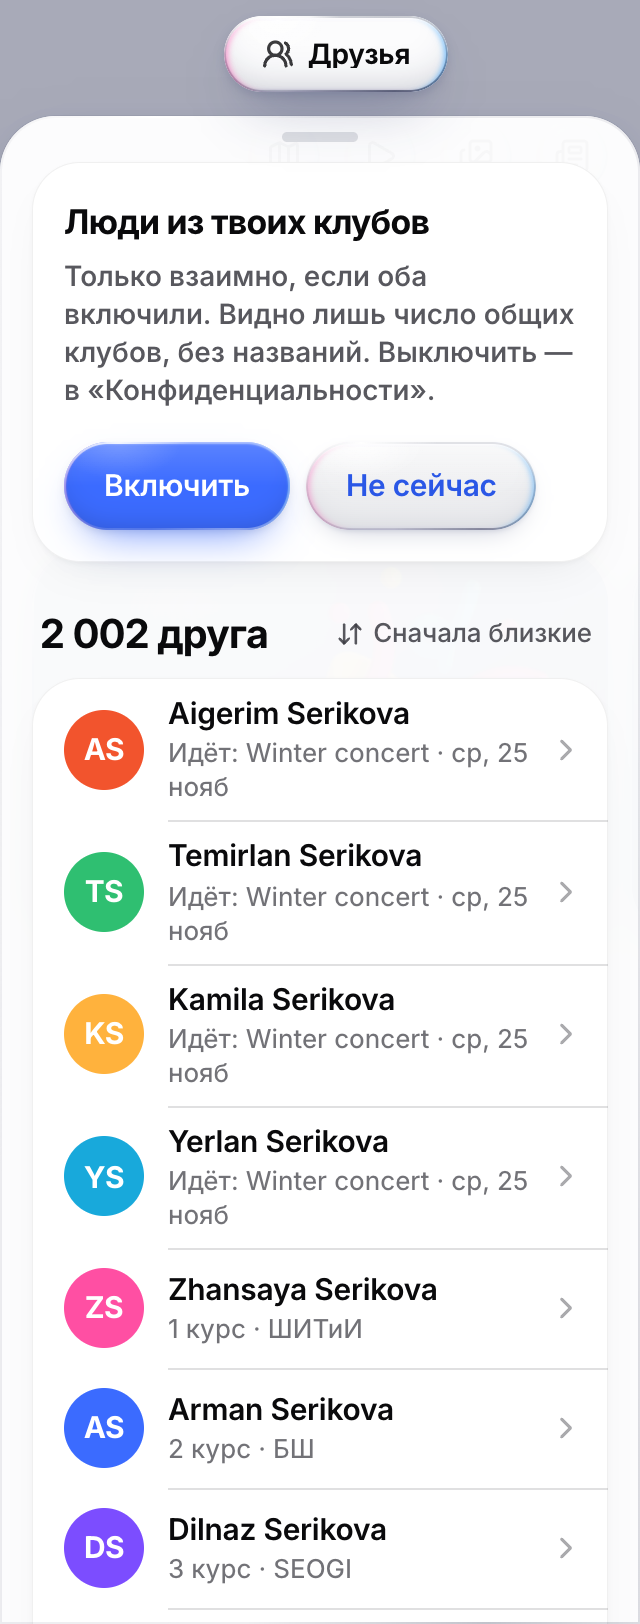 Друзья
Люди из твоих клубов
Только взаимно, если оба
включили. Видно лишь число общих
клубов, без названий. Выключить —
в «Конфиденциальности».
Включить
Не сейчас
2 002 друга
Сначала близкие
AS
Aigerim Serikova
Идёт: Winter concert · ср, 25
нояб
TS
Temirlan Serikova
Идёт: Winter concert · ср, 25
нояб
KS
Kamila Serikova
Идёт: Winter concert · ср, 25
нояб
YS
Yerlan Serikova
Идёт: Winter concert · ср, 25
нояб
ZS
Zhansaya Serikova
1 курс · ШИТиИ
AS
Arman Serikova
2 курс · БШ
DS
Dilnaz Serikova
3 курс · SEOGI